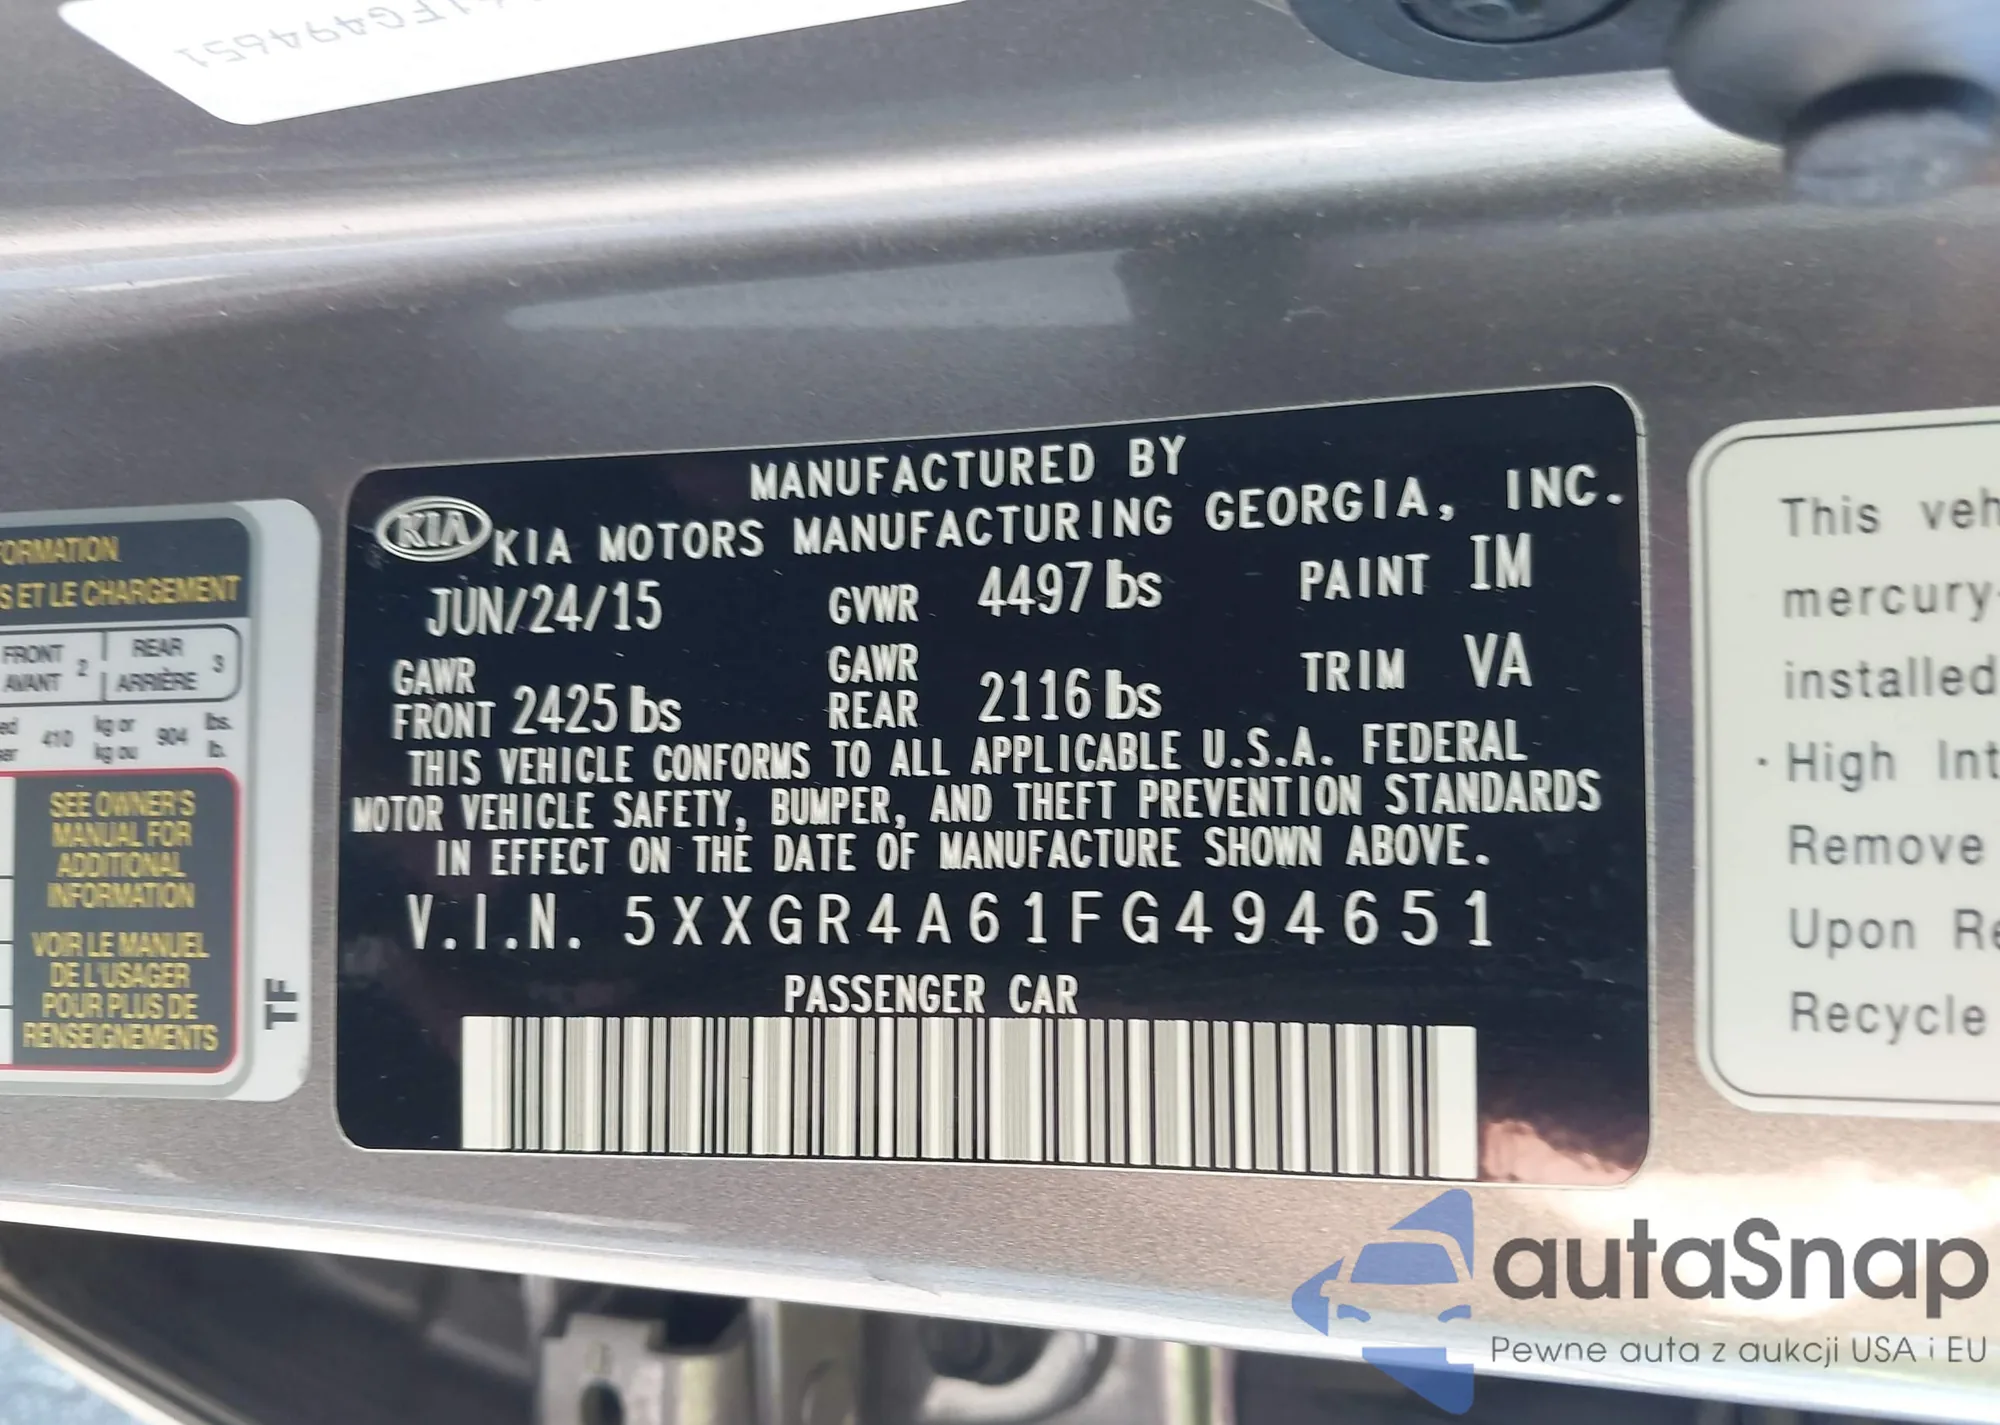 1FG494651
MANUFACTURED BY
KIA KIA MOTORS MANUFACTURING GEORGIA, INC.
JUN/24/15 GVWR 4497 lbs PAINT IM
GAWR FRONT 2425 lbs GAWR REAR 2116 lbs TRIM VA
THIS VEHICLE CONFORMS TO ALL APPLICABLE U.S.A. FEDERAL
MOTOR VEHICLE SAFETY, BUMPER, AND THEFT PREVENTION STANDARDS
IN EFFECT ON THE DATE OF MANUFACTURE SHOWN ABOVE.
V.I.N. 5XXGR4A61FG494651
PASSENGER CAR
FORMATION
S ET LE CHARGEMENT
FRONT AVANT 2 REAR ARRIÈRE 3
410 kg or kg ou 904 lbs. lb.
SEE OWNER'S
MANUAL FOR
ADDITIONAL
INFORMATION
VOIR LE MANUEL
DE L'USAGER
POUR PLUS DE
RENSEIGNEMENTS
TF
This veh
mercury-
installed
· High Int
Remove
Upon Re
Recycle
autaSnap
Pewne auta z aukcji USA i EU